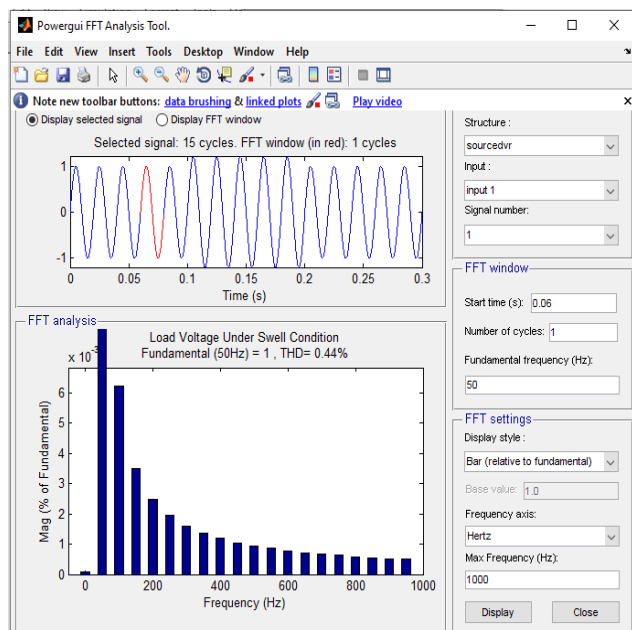 Powergui FFT Analysis Tool.
File Edit View Insert Tools Desktop Window Help
Note new toolbar buttons: data brushing & linked plots Play video
Display selected signal Display FFT window
Selected signal: 15 cycles. FFT window (in red): 1 cycles
1
0
-1
0 0.05 0.1 0.15 0.2 0.25 0.3
Time (s)
FFT analysis
Load Voltage Under Swell Condition
Fundamental (50Hz) = 1 , THD= 0.44%
6
5
4
3
2
1
0
Mag (% of Fundamental)
0 200 400 600 800 1000
Frequency (Hz)
Structure :
sourcedvr
Input :
input 1
Signal number:
1
FFT window
Start time (s): 0.06
Number of cycles: 1
Fundamental frequency (Hz):
50
FFT settings
Display style :
Bar (relative to fundamental)
Base value: 1.0
Frequency axis:
Hertz
Max Frequency (Hz):
1000
Display Close